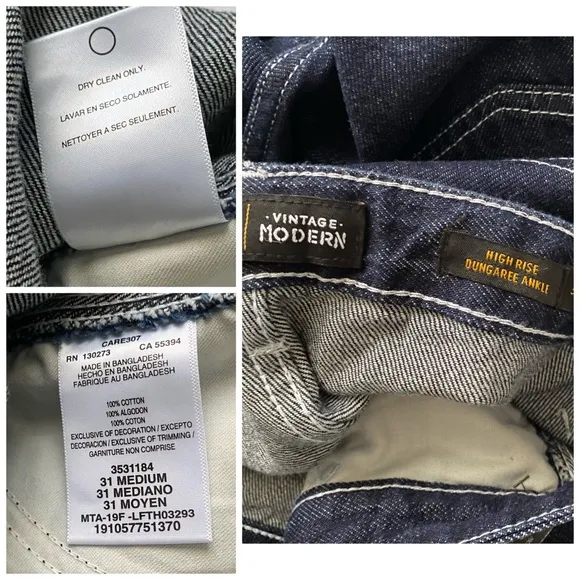 DRY CLEAN ONLY.
LAVAR EN SECO SOLAMENTE.
NETTOYER A SEC SEULEMENT.
· VINTAGE ·
MODERN
HIGH RISE
DUNGAREE ANKLE
CARE307
RN 130273 CA 55394
MADE IN BANGLADESH
HECHO EN BANGLADESH
FABRIQUE AU BANGLADESH
100% COTTON
100% ALGODON
100% COTON
EXCLUSIVE OF DECORATION / EXCEPTO
DECORACION / EXCLUSIVE OF TRIMMING /
GARNITURE NON COMPRISE
3531184
31 MEDIUM
31 MEDIANO
31 MOYEN
MTA-19F -LFTH03293
191057751370